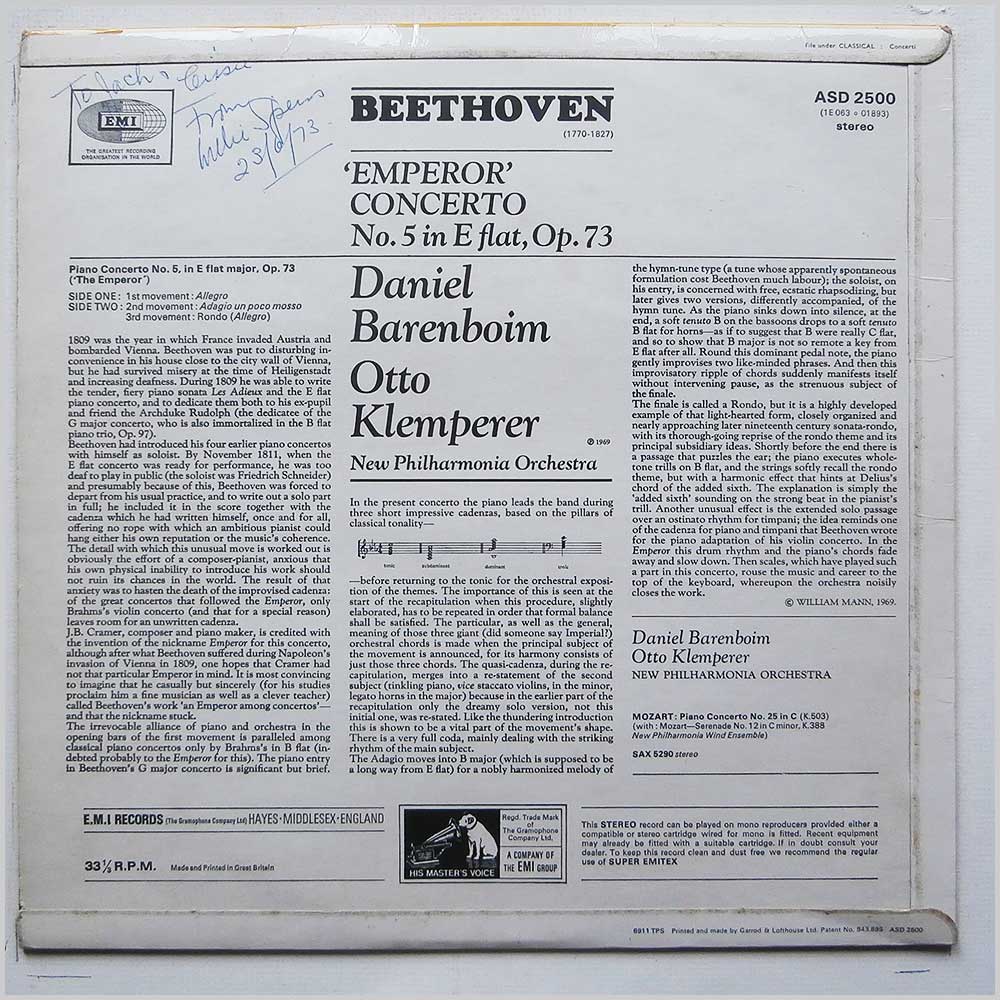 File under CLASSICAL : Concerti
To Jack &
From
23/6/73
EMI
THE GREATEST RECORDING
ORGANISATION IN THE WORLD
BEETHOVEN
(1770-1827)
ASD 2500
(1E 063 o 01893)
stereo
'EMPEROR'
CONCERTO
No. 5 in E flat, Op. 73
Piano Concerto No. 5, in E flat major, Op. 73
('The Emperor')
SIDE ONE: 1st movement: Allegro
SIDE TWO: 2nd movement: Adagio un poco mosso
3rd movement: Rondo (Allegro)
1809 was the year in which France invaded Austria and
bombarded Vienna. Beethoven was put to disturbing in-
convenience in his house close to the city wall of Vienna,
but he had survived misery at the time of Heiligenstadt
and increasing deafness. During 1809 he was able to write
the tender, fiery piano sonata Les Adieux and the E flat
piano concerto, and to dedicate them both to his ex-pupil
and friend the Archduke Rudolph (the dedicatee of the
G major concerto, who is also immortalized in the B flat
piano trio, Op. 97).
Beethoven had introduced his four earlier piano concertos
with himself as soloist. By November 1811, when the
E flat concerto was ready for performance, he was too
deaf to play in public (the soloist was Friedrich Schneider)
and presumably because of this, Beethoven was forced to
depart from his usual practice, and to write out a solo part
in full; he included it in the score together with the
cadenza which he had written himself, once and for all,
offering no rope with which an ambitious pianist could
hang either his own reputation or the music's coherence.
The detail with which this unusual move is worked out is
obviously the effort of a composer-pianist, anxious that
his own physical inability to introduce his work should
not ruin its chances in the world. The result of that
anxiety was to hasten the death of the improvised cadenza:
of the great concertos that followed the Emperor, only
Brahms's violin concerto (and that for a special reason)
leaves room for an unwritten cadenza.
J.B. Cramer, composer and piano maker, is credited with
the invention of the nickname Emperor for this concerto,
although after what Beethoven suffered during Napoleon's
invasion of Vienna in 1809, one hopes that Cramer had
not that particular Emperor in mind. It is most convincing
to imagine that he casually but sincerely (for his studies
proclaim him a fine musician as well as a clever teacher)
called Beethoven's work 'an Emperor among concertos'—
and that the nickname stuck.
The irrevocable alliance of piano and orchestra in the
opening bars of the first movement is paralleled among
classical piano concertos only by Brahms's in B flat (in-
debted probably to the Emperor for this). The piano entry
in Beethoven's G major concerto is significant but brief.
Daniel
Barenboim
Otto
Klemperer
℗ 1969
New Philharmonia Orchestra
In the present concerto the piano leads the band during
three short impressive cadenzas, based on the pillars of
classical tonality—
tonic subdominant dominant tonic
—before returning to the tonic for the orchestral exposi-
tion of the themes. The importance of this is seen at the
start of the recapitulation when this procedure, slightly
elaborated, has to be repeated in order that formal balance
shall be satisfied. The particular, as well as the general,
meaning of those three giant (did someone say Imperial?)
orchestral chords is made when the principal subject of
the movement is announced, for its harmony consists of
just those three chords. The quasi-cadenza, during the re-
capitulation, merges into a re-statement of the second
subject (tinkling piano, vice staccato violins, in the minor,
legato horns in the major) because in the earlier part of the
recapitulation only the dreamy solo version, not this
initial one, was re-stated. Like the thundering introduction
this is shown to be a vital part of the movement's shape.
There is a very full coda, mainly dealing with the striking
rhythm of the main subject.
The Adagio moves into B major (which is supposed to be
a long way from E flat) for a nobly harmonized melody of
the hymn-tune type (a tune whose apparently spontaneous
formulation cost Beethoven much labour); the soloist, on
his entry, is concerned with free, ecstatic rhapsodizing, but
later gives two versions, differently accompanied, of the
hymn tune. As the piano sinks down into silence, at the
end, a soft tenuto B on the bassoons drops to a soft tenuto
B flat for horns—as if to suggest that B were really C flat,
and so to show that B major is not so remote a key from
E flat after all. Round this dominant pedal note, the piano
gently improvises two like-minded phrases. And then this
improvisatory ripple of chords suddenly manifests itself
without intervening pause, as the strenuous subject of
the finale.
The finale is called a Rondo, but it is a highly developed
example of that light-hearted form, closely organized and
nearly approaching later nineteenth century sonata-rondo,
with its thorough-going reprise of the rondo theme and its
principal subsidiary ideas. Shortly before the end there is
a passage that puzzles the ear; the piano executes whole-
tone trills on B flat, and the strings softly recall the rondo
theme, but with a harmonic effect that hints at Delius's
chord of the added sixth. The explanation is simply the
'added sixth' sounding on the strong beat in the pianist's
trill. Another unusual effect is the extended solo passage
over an ostinato rhythm for timpani; the idea reminds one
of the cadenza for piano and timpani that Beethoven wrote
for the piano adaptation of his violin concerto. In the
Emperor this drum rhythm and the piano's chords fade
away and slow down. Then scales, which have played such
a part in this concerto, rouse the music and career to the
top of the keyboard, whereupon the orchestra noisily
closes the work.
© WILLIAM MANN, 1969.
Daniel Barenboim
Otto Klemperer
NEW PHILHARMONIA ORCHESTRA
MOZART: Piano Concerto No. 25 in C (K.503)
(with: Mozart—Serenade No. 12 in C minor, K.388
New Philharmonia Wind Ensemble)
SAX 5290 stereo
E.M.I RECORDS (The Gramophone Company Ltd) HAYES·MIDDLESEX·ENGLAND
33⅓ R.P.M. Made and Printed in Great Britain
HIS MASTER'S VOICE
Regd. Trade Mark
of The Gramophone
Company Ltd.
A COMPANY OF
THE EMI GROUP
This STEREO record can be played on mono reproducers provided either a
compatible or stereo cartridge wired for mono is fitted. Recent equipment
may already be fitted with a suitable cartridge. If in doubt consult your
dealer. To keep this record clean and dust free we recommend the regular
use of SUPER EMITEX
6911 TPS Printed and made by Garrod & Lofthouse Ltd. Patent No. 943,895 ASD 2500